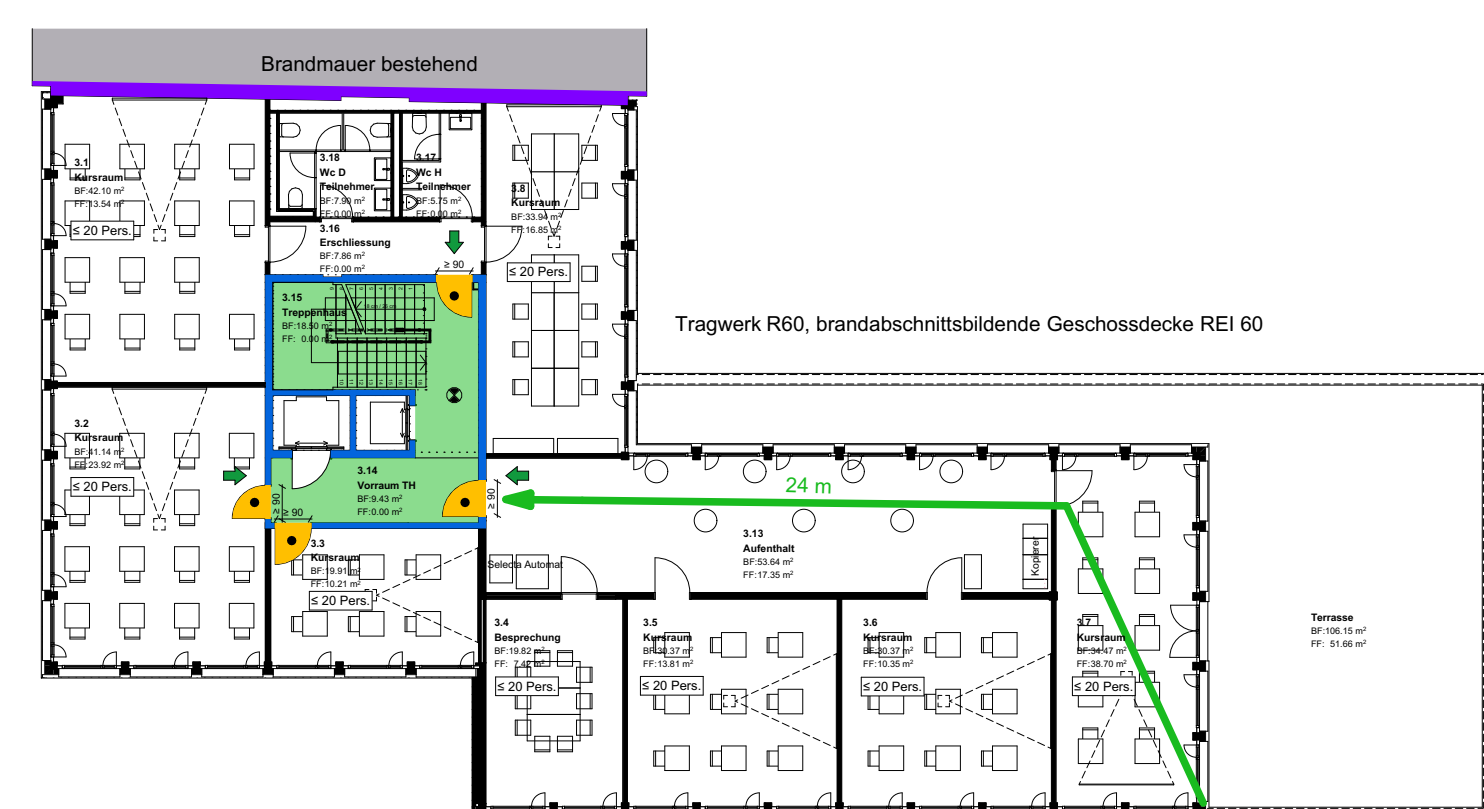 Brandmauer bestehend
3.1
Kursraum
BF:42.10 m²
FF:13.54 m²
≤ 20 Pers.
3.18
Wc D
Teilnehmer
BF:7.90 m²
FF:0.00 m²
3.17
Wc H
Teilnehmer
BF:5.75 m²
FF:0.00 m²
3.8
Kursraum
BF:33.94 m²
FF:16.85 m²
≤ 20 Pers.
3.16
Erschliessung
BF:7.86 m²
FF:0.00 m²
≥ 90
3.15
Treppenhaus
BF:18.50 m²
FF: 0.00 m²
Tragwerk R60, brandabschnittsbildende Geschossdecke REI 60
3.2
Kursraum
BF:41.14 m²
FF:23.92 m²
≤ 20 Pers.
3.14
Vorraum TH
BF:9.43 m²
FF:0.00 m²
≥ 90
≥ 90
≥ 90
24 m
3.3
Kursraum
BF:19.91 m²
FF:10.21 m²
≤ 20 Pers.
3.13
Aufenthalt
BF:53.64 m²
FF:17.35 m²
Selecta Automat
Kopierer
3.4
Besprechung
BF:19.82 m²
FF: 7.42 m²
≤ 20 Pers.
3.5
Kursraum
BF:30.37 m²
FF:13.81 m²
≤ 20 Pers.
3.6
Kursraum
BF:30.37 m²
FF:10.35 m²
≤ 20 Pers.
3.7
Kursraum
BF:34.47 m²
FF:38.70 m²
≤ 20 Pers.
Terrasse
BF:106.15 m²
FF: 51.66 m²